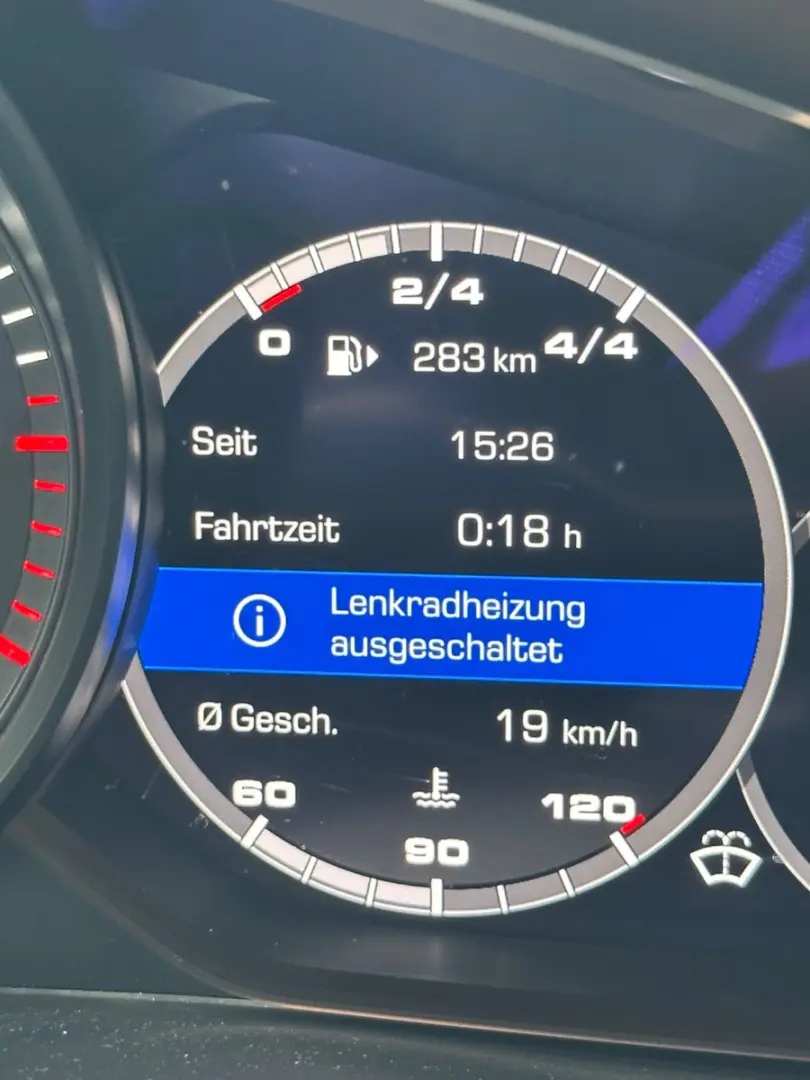 2/4
0
283 km
4/4
Seit 15:26
Fahrtzeit 0:18 h
Lenkradheizung
ausgeschaltet
Ø Gesch. 19 km/h
60
120
90